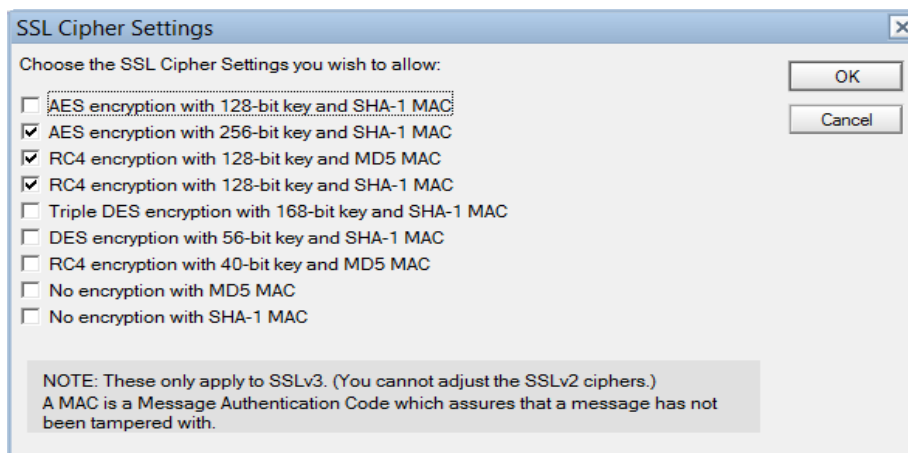 SSL Cipher Settings
Choose the SSL Cipher Settings you wish to allow:
OK
AES encryption with 128-bit key and SHA-1 MAC
Cancel
AES encryption with 256-bit key and SHA-1 MAC
RC4 encryption with 128-bit key and MD5 MAC
RC4 encryption with 128-bit key and SHA-1 MAC
Triple DES encryption with 168-bit key and SHA-1 MAC
DES encryption with 56-bit key and SHA-1 MAC
RC4 encryption with 40-bit key and MD5 MAC
No encryption with MD5 MAC
No encryption with SHA-1 MAC
NOTE: These only apply to SSLv3. (You cannot adjust the SSLv2 ciphers.)
A MAC is a Message Authentication Code which assures that a message has not
been tampered with.